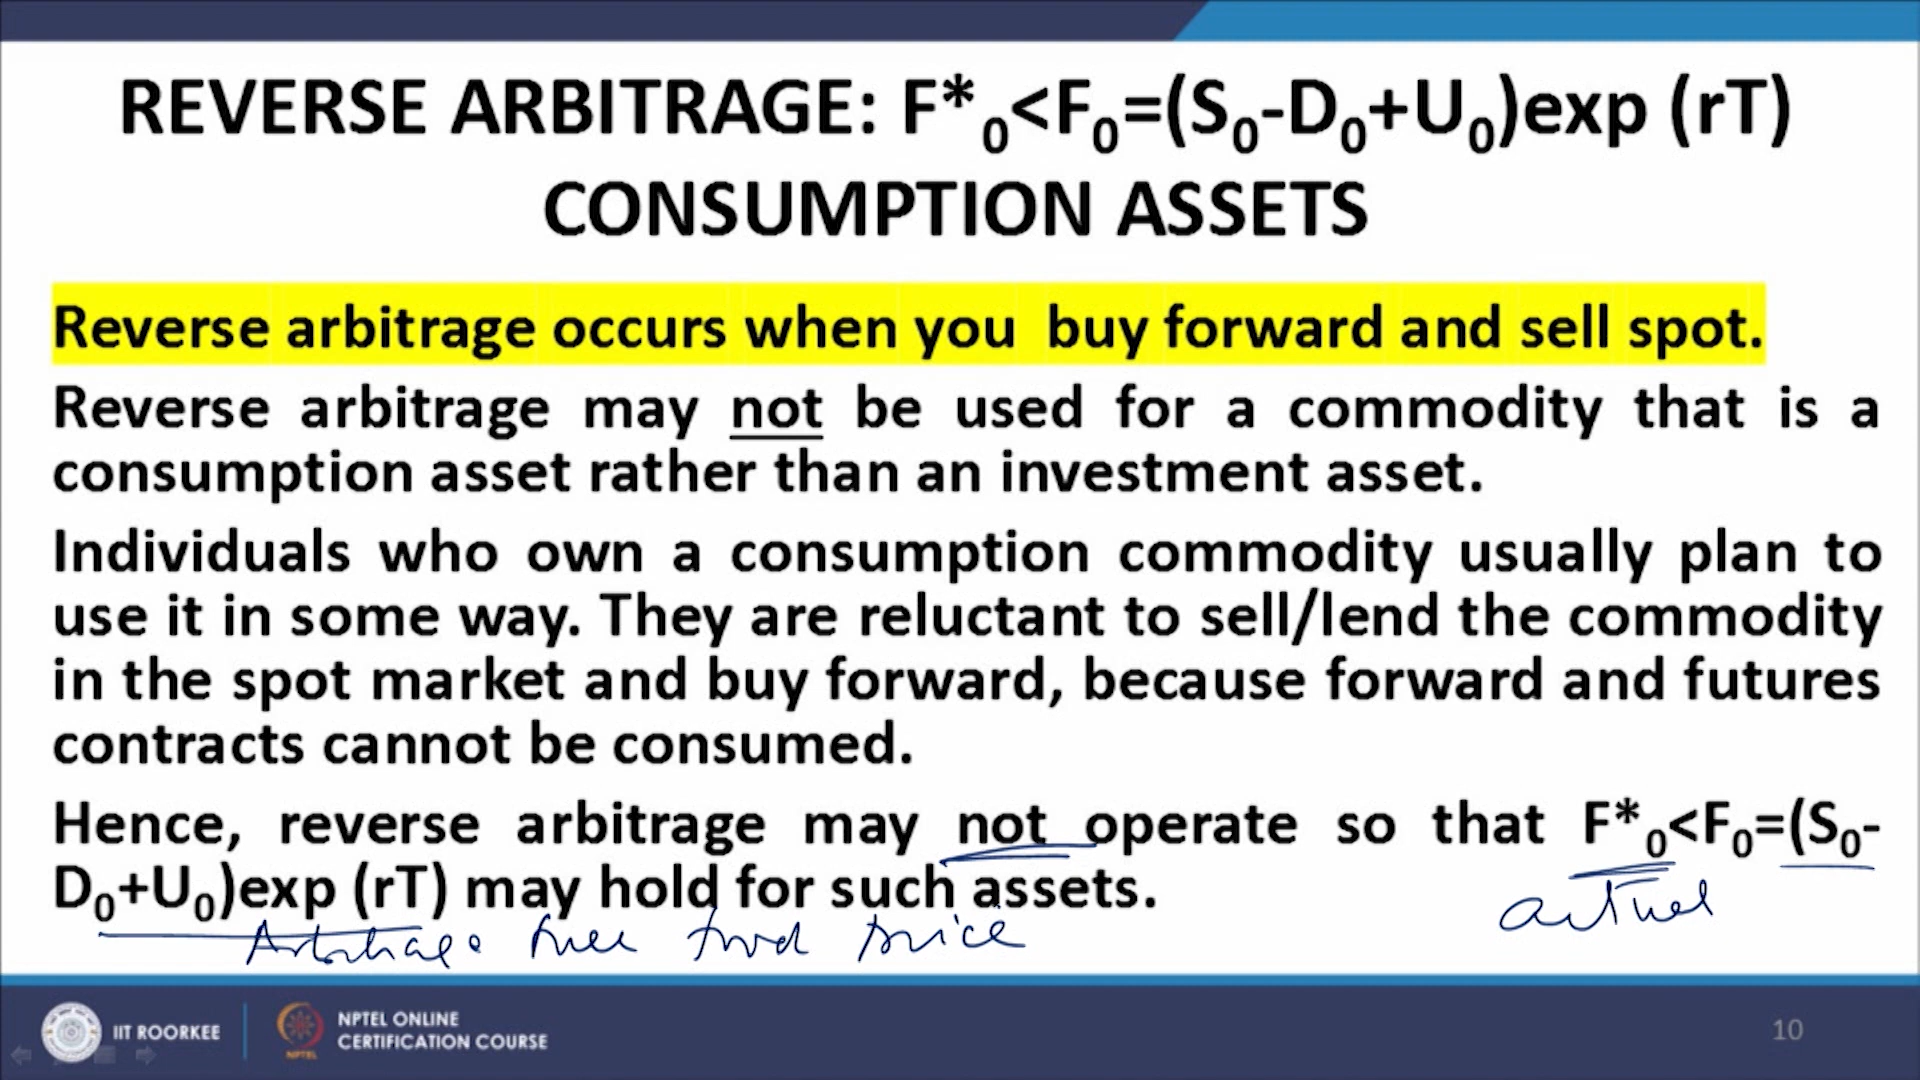 REVERSE ARBITRAGE: F*₀<F₀=(S₀-D₀+U₀)exp (rT)
CONSUMPTION ASSETS
Reverse arbitrage occurs when you buy forward and sell spot.
Reverse arbitrage may not be used for a commodity that is a
consumption asset rather than an investment asset.
Individuals who own a consumption commodity usually plan to
use it in some way. They are reluctant to sell/lend the commodity
in the spot market and buy forward, because forward and futures
contracts cannot be consumed.
Hence, reverse arbitrage may not operate so that F*₀<F₀=(S₀-
D₀+U₀)exp (rT) may hold for such assets.
actual
Arbitrage free fwd price
IIT ROORKEE
NPTEL ONLINE
CERTIFICATION COURSE
NPTEL
10